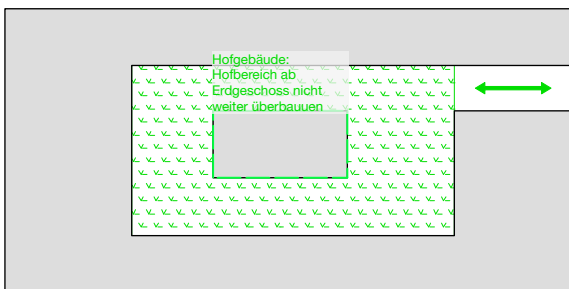 Hofgebäude:
Hofbereich ab
Erdgeschoss nicht
weiter überbauuen